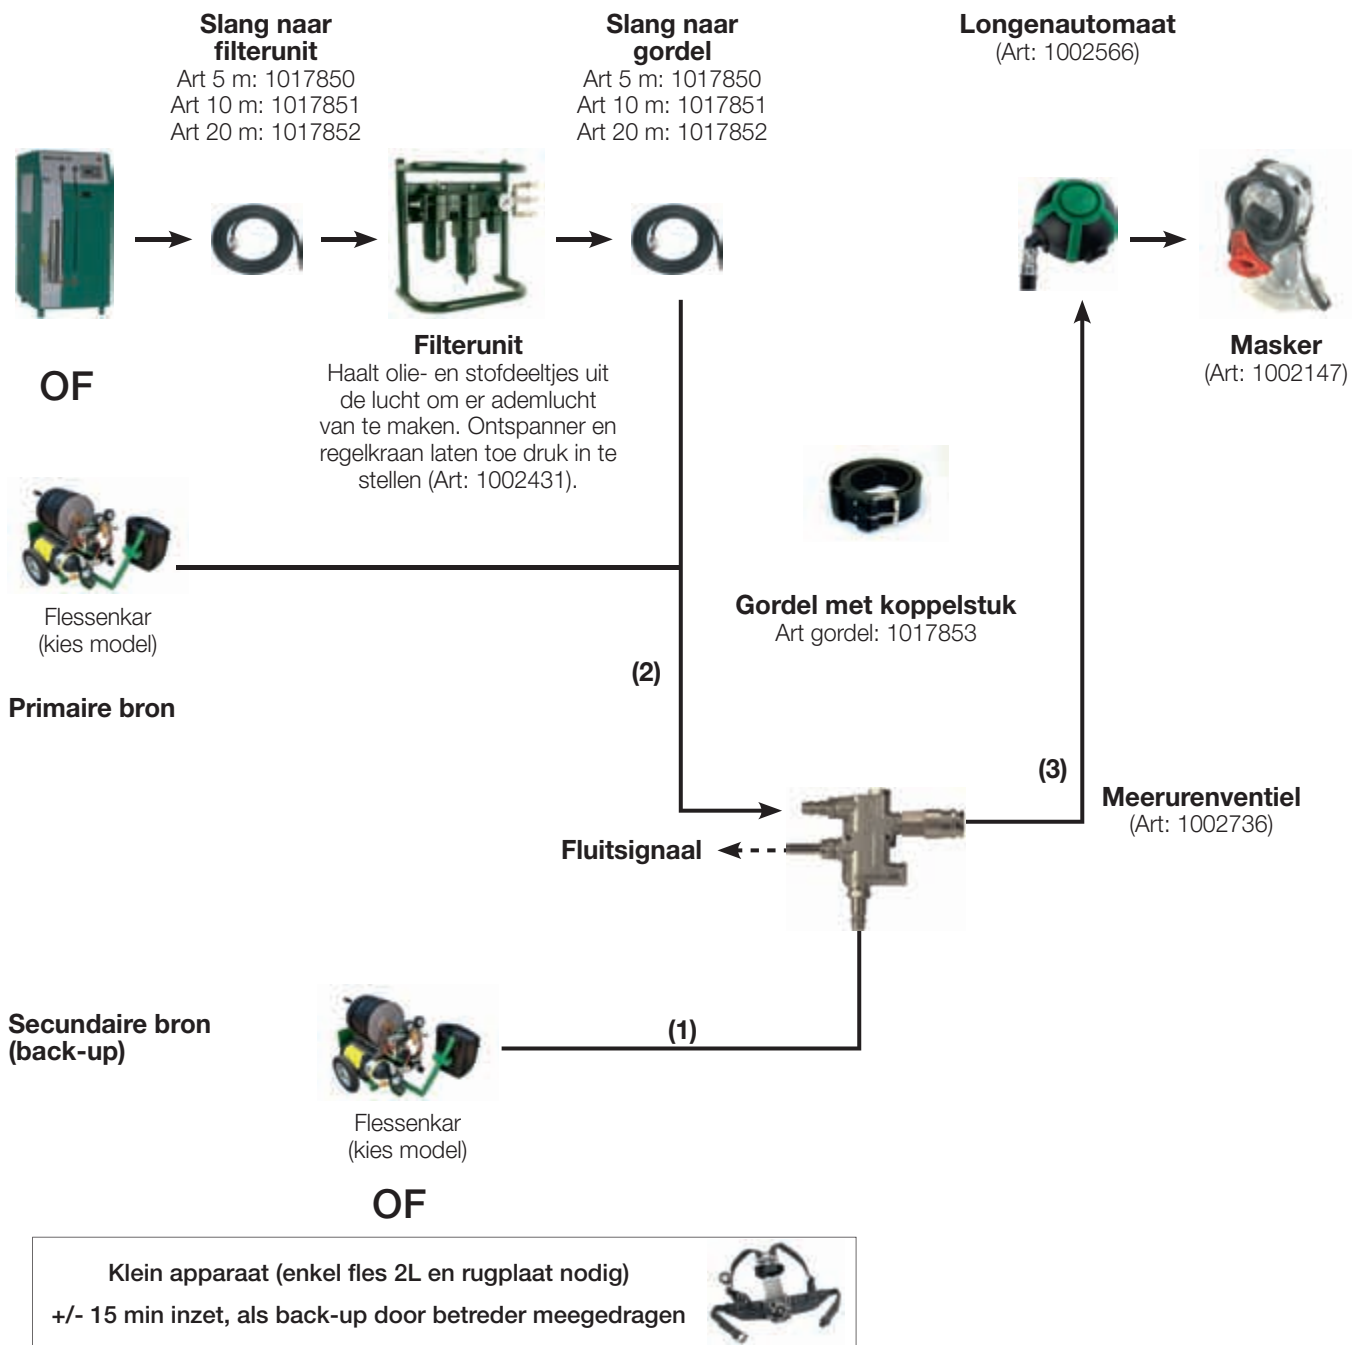 Slang naar
filterunit
Art 5 m: 1017850
Art 10 m: 1017851
Art 20 m: 1017852
Slang naar
gordel
Art 5 m: 1017850
Art 10 m: 1017851
Art 20 m: 1017852
Longenautomaat
(Art: 1002566)
Filterunit
Haalt olie- en stofdeeltjes uit
de lucht om er ademlucht
van te maken. Ontspanner en
regelkraan laten toe druk in te
stellen (Art: 1002431).
Masker
(Art: 1002147)
OF
Flessenkar
(kies model)
Primaire bron
Gordel met koppelstuk
Art gordel: 1017853
(2)
(3)
Meerurenventiel
(Art: 1002736)
Fluitsignaal
Secundaire bron
(back-up)
(1)
Flessenkar
(kies model)
OF
Klein apparaat (enkel fles 2L en rugplaat nodig)
+/- 15 min inzet, als back-up door betreder meegedragen